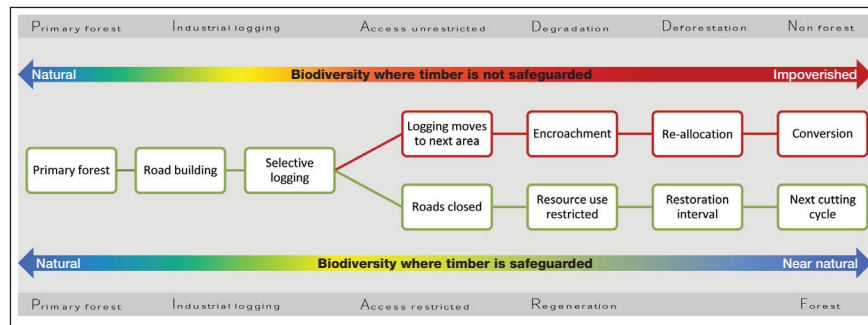 Primary forest Industrial logging Access unrestricted Degradation Deforestation Non forest
Natural Biodiversity where timber is not safeguarded Impoverished
Logging moves
to next area
Encroachment
Re-allocation
Conversion
Primary forest
Road building
Selective
logging
Roads closed
Resource use
restricted
Restoration
interval
Next cutting
cycle
Natural Biodiversity where timber is safeguarded Near natural
Primary forest Industrial logging Access restricted Regeneration Forest